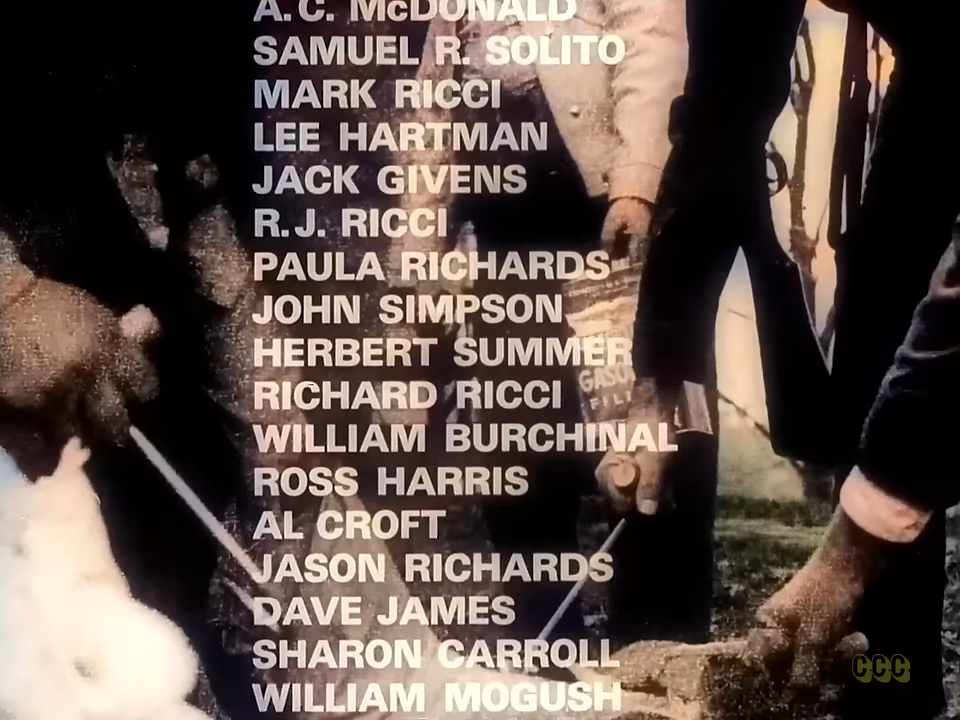 A. C. McDONALD
SAMUEL R. SOLITO
MARK RICCI
LEE HARTMAN
JACK GIVENS
R. J. RICCI
PAULA RICHARDS
JOHN SIMPSON
HERBERT SUMMER
RICHARD RICCI
WILLIAM BURCHINAL
ROSS HARRIS
AL CROFT
JASON RICHARDS
DAVE JAMES
SHARON CARROLL
WILLIAM MOGUSH
CCC